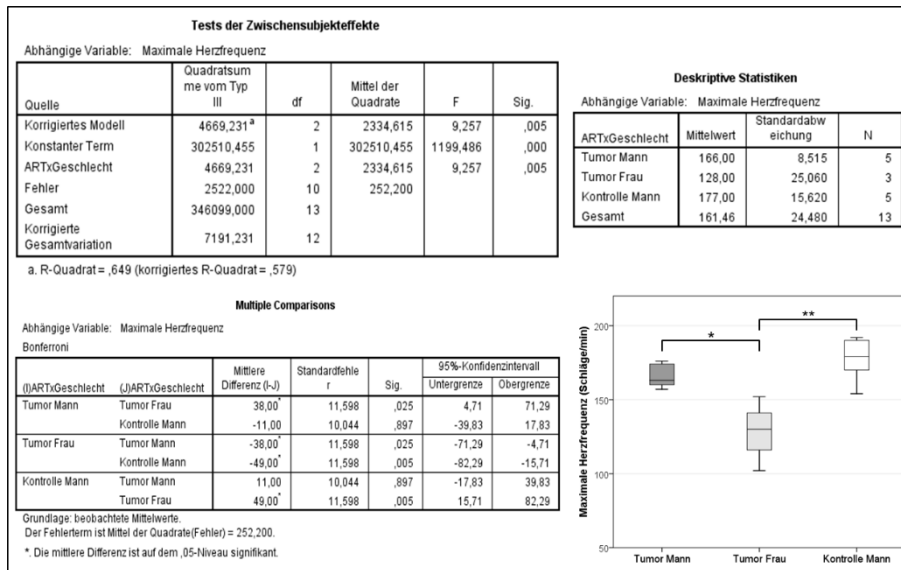 Tests der Zwischensubjekteffekte
Abhängige Variable: Maximale Herzfrequenz
Quelle Quadratsum me vom Typ III df Mittel der Quadrate F Sig.
Korrigiertes Modell 4669,231a 2 2334,615 9,257 ,005
Konstanter Term 302510,455 1 302510,455 1199,486 ,000
ARTxGeschlecht 4669,231 2 2334,615 9,257 ,005
Fehler 2522,000 10 252,200
Gesamt 346099,000 13
Korrigierte Gesamtvariation 7191,231 12
a. R-Quadrat = ,649 (korrigiertes R-Quadrat = ,579)
Deskriptive Statistiken
Abhängige Variable: Maximale Herzfrequenz
ARTxGeschlecht Mittelwert Standardabw eichung N
Tumor Mann 166,00 8,515 5
Tumor Frau 128,00 25,060 3
Kontrolle Mann 177,00 15,620 5
Gesamt 161,46 24,480 13
Multiple Comparisons
Abhängige Variable: Maximale Herzfrequenz
Bonferroni
(I)ARTxGeschlecht (J)ARTxGeschlecht Mittlere Differenz (I-J) Standardfehle r Sig. 95%-Konfidenzintervall
Untergrenze Obergrenze
Tumor Mann Tumor Frau 38,00* 11,598 ,025 4,71 71,29
Kontrolle Mann -11,00 10,044 ,897 -39,83 17,83
Tumor Frau Tumor Mann -38,00* 11,598 ,025 -71,29 -4,71
Kontrolle Mann -49,00* 11,598 ,005 -82,29 -15,71
Kontrolle Mann Tumor Mann 11,00 10,044 ,897 -17,83 39,83
Tumor Frau 49,00* 11,598 ,005 15,71 82,29
Grundlage: beobachtete Mittelwerte.
Der Fehlerterm ist Mittel der Quadrate(Fehler) = 252,200.
*. Die mittlere Differenz ist auf dem ,05-Niveau signifikant.
Maximale Herzfrequenz (Schläge/min)
200
150
100
50
*
**
Tumor Mann Tumor Frau Kontrolle Mann